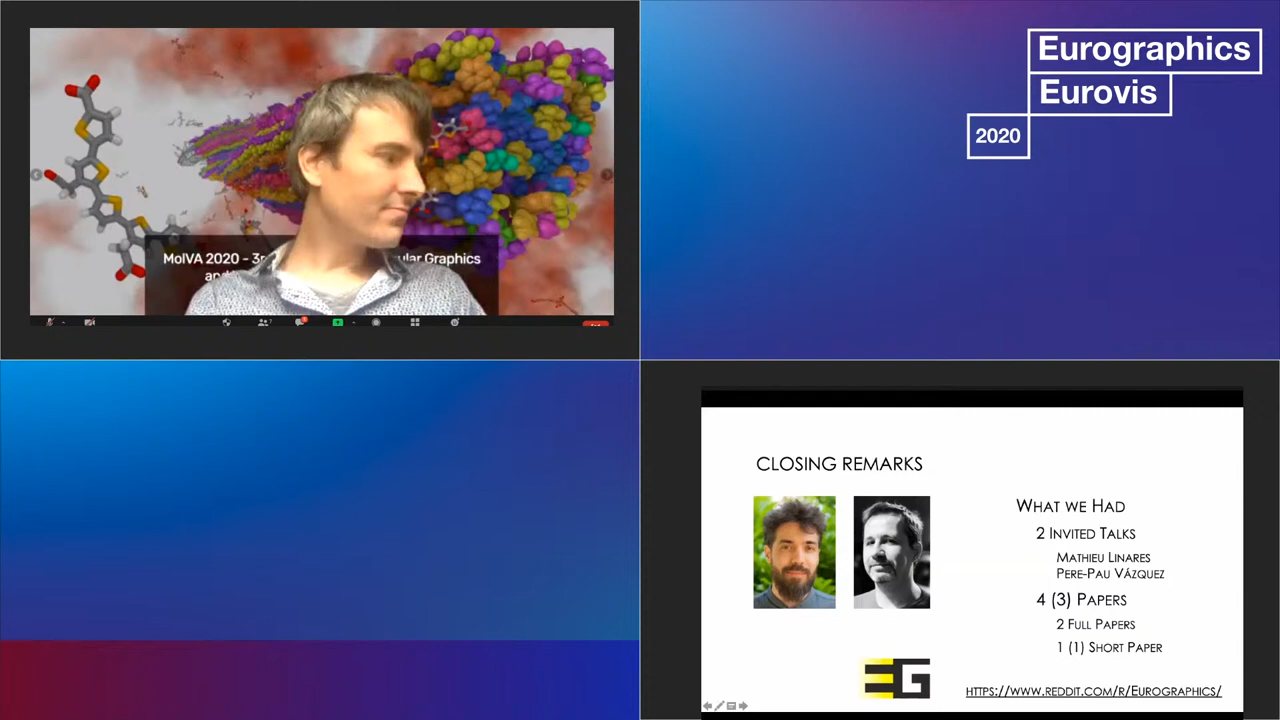 MolVA 2020 - 3r
ular Graphics
and
Eurographics
Eurovis
2020
CLOSING REMARKS
WHAT WE HAD
2 INVITED TALKS
MATHIEU LINARES
PERE-PAU VÁZQUEZ
4 (3) PAPERS
2 FULL PAPERS
1 (1) SHORT PAPER
EG
HTTPS://WWW.REDDIT.COM/R/EUROGRAPHICS/